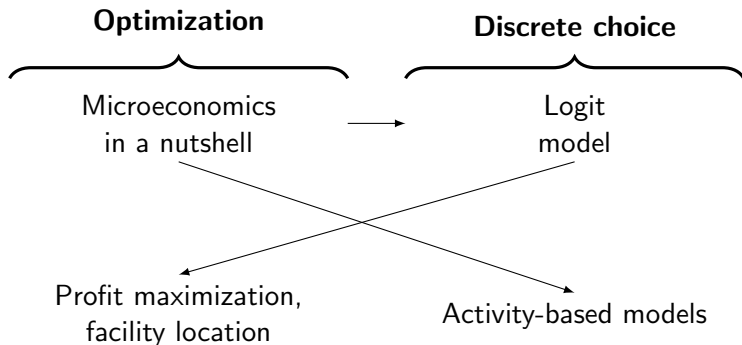 Optimization
Discrete choice
Microeconomics
in a nutshell
Logit
model
Profit maximization,
facility location
Activity-based models